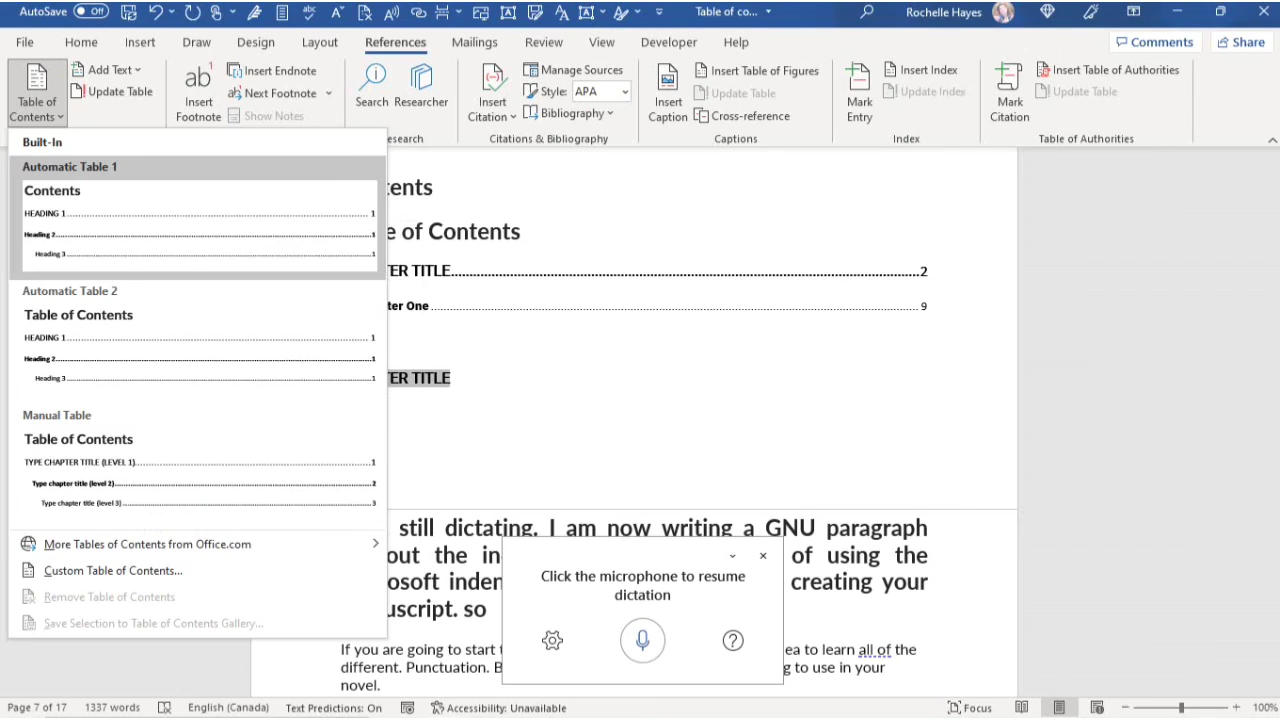 AutoSave Off Table of co... Rochelle Hayes
File Home Insert Draw Design Layout References Mailings Review View Developer Help Comments Share
Table of Contents
Add Text
Update Table
ab
Insert Footnote
Insert Endnote
Next Footnote
Show Notes
Search Researcher
esearch
Insert Citation
Manage Sources
Style: APA
Bibliography
Citations & Bibliography
Insert Caption
Insert Table of Figures
Update Table
Cross-reference
Captions
Mark Entry
Insert Index
Update Index
Index
Mark Citation
Insert Table of Authorities
Update Table
Table of Authorities
Built-In
Automatic Table 1
Contents
HEADING 1 1
Heading 2 1
Heading 3 1
Automatic Table 2
Table of Contents
HEADING 1 1
Heading 2 1
Heading 3 1
Manual Table
Table of Contents
TYPE CHAPTER TITLE (LEVEL 1) 1
Type chapter title (level 2) 2
Type chapter title (level 3) 3
More Tables of Contents from Office.com
Custom Table of Contents...
Remove Table of Contents
Save Selection to Table of Contents Gallery...
tents
e of Contents
ER TITLE 2
ter One 9
ER TITLE
still dictating. I am now writing a GNU paragraph
out the in of using the
osoft inden creating your
uscript. so
If you are going to start ea to learn all of the
different. Punctuation. B g to use in your
novel.
Click the microphone to resume
dictation
Page 7 of 17 1337 words English (Canada) Text Predictions: On Accessibility: Unavailable Focus 100%